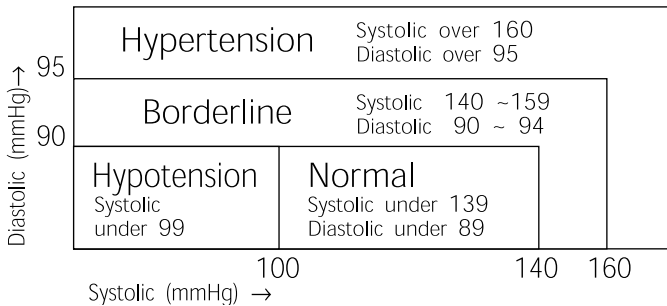 Hypertension
Systolic over 160
Diastolic over 95
95
Borderline
Systolic 140 ~159
Diastolic 90 ~ 94
90
Hypotension
Systolic
under 99
Normal
Systolic under 139
Diastolic under 89
Diastolic (mmHg)→
100
140
160
Systolic (mmHg) →